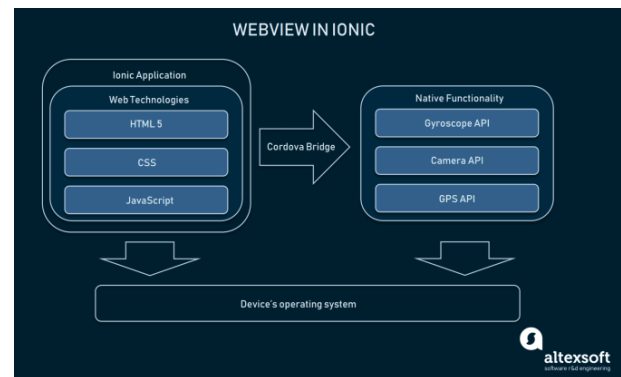 WEBVIEW IN IONIC
Ionic Application
Web Technologies
HTML 5
CSS
JavaScript
Cordova Bridge
Native Functionality
Gyroscope API
Camera API
GPS API
Device's operating system
altexsoft
software r&d engineering